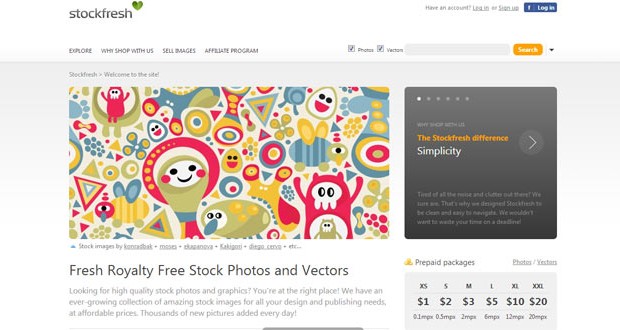 stockfresh
Have an account? Log in or Sign up
f Log in
EXPLORE WHY SHOP WITH US SELL IMAGES AFFILIATE PROGRAM
Photos Vectors
Search
Stockfresh > Welcome to the site!
WHY SHOP WITH US
The Stockfresh difference
Simplicity
Tired of all the noise and clutter out there? We
sure are. That's why we designed Stockfresh to
be clean and easy to navigate. We wouldn't
want to waste your time on a deadline!
Stock images by konradbak • moses • ekapanova • Kakigori • diego_cervo • etc...
Fresh Royalty Free Stock Photos and Vectors
Looking for high quality stock photos and graphics? You're at the right place! We have an
ever-growing collection of amazing stock images for all your design and publishing needs,
at affordable prices. Thousands of new pictures added every day!
Prepaid packages
Photos / Vectors
XS S M L XL XXL
$1 $2 $3 $5 $10 $20
0.1mpx 0.5mpx 2mpx 6mpx 12mpx 20mpx